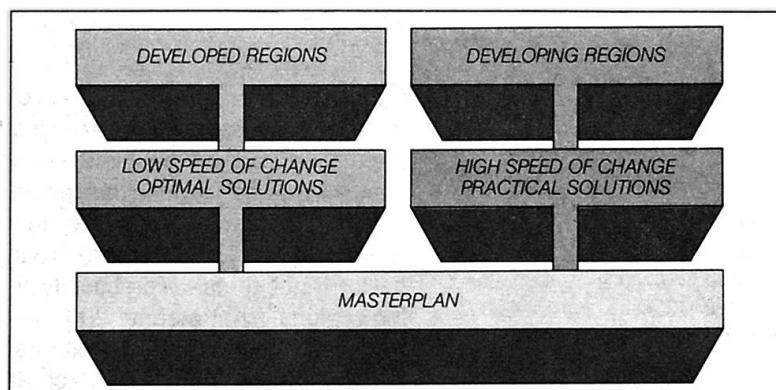 DEVELOPED REGIONS
DEVELOPING REGIONS
LOW SPEED OF CHANGE
OPTIMAL SOLUTIONS
HIGH SPEED OF CHANGE
PRACTICAL SOLUTIONS
MASTERPLAN